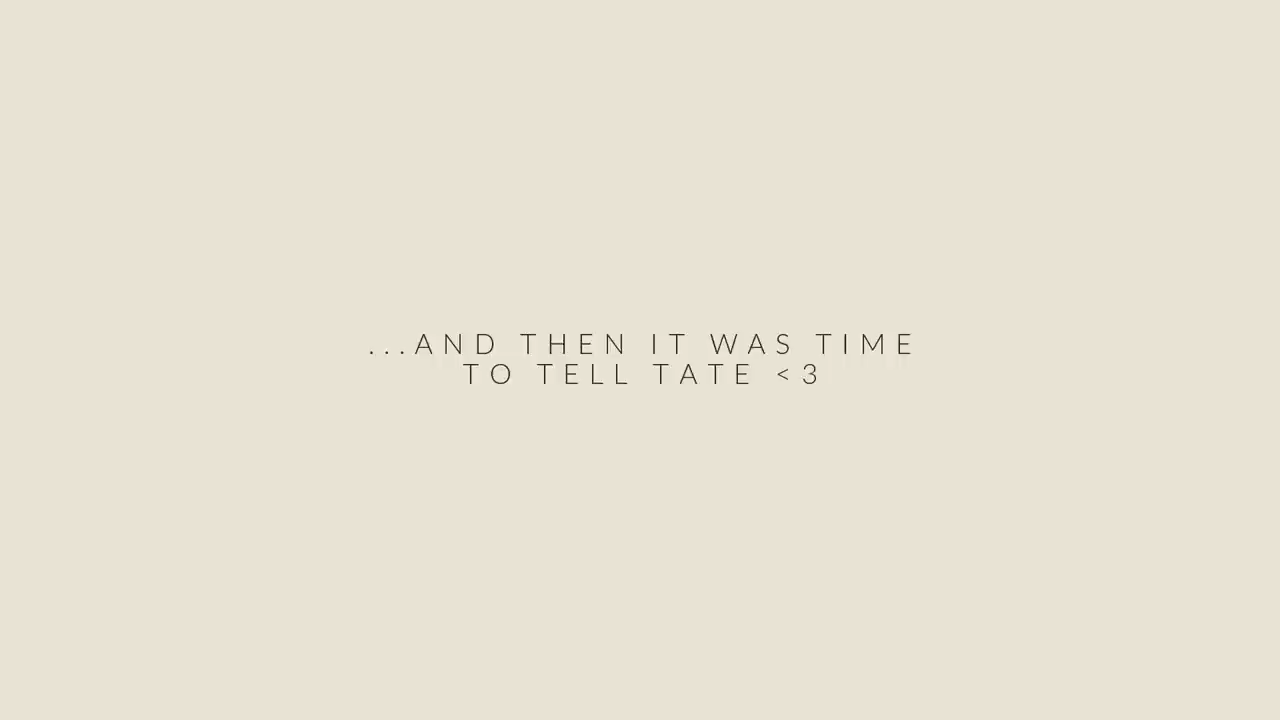 ...AND THEN IT WAS TIME
TO TELL TATE <3